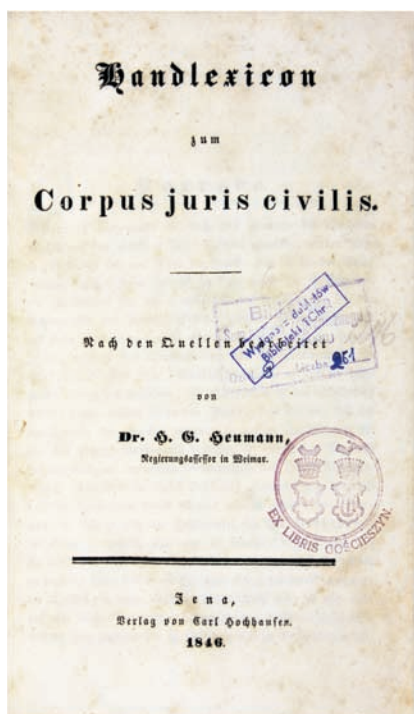 Handlexicon
zum
Corpus juris civilis.
Nach den Quellen bearbeitet
von
Dr. H. G. Heumann,
Regierungsassessor in Weimar.
Liczba 251
EX LIBRIS GOŚCIESZYN.
Jena,
Verlag von Carl Hochhausen.
1846.